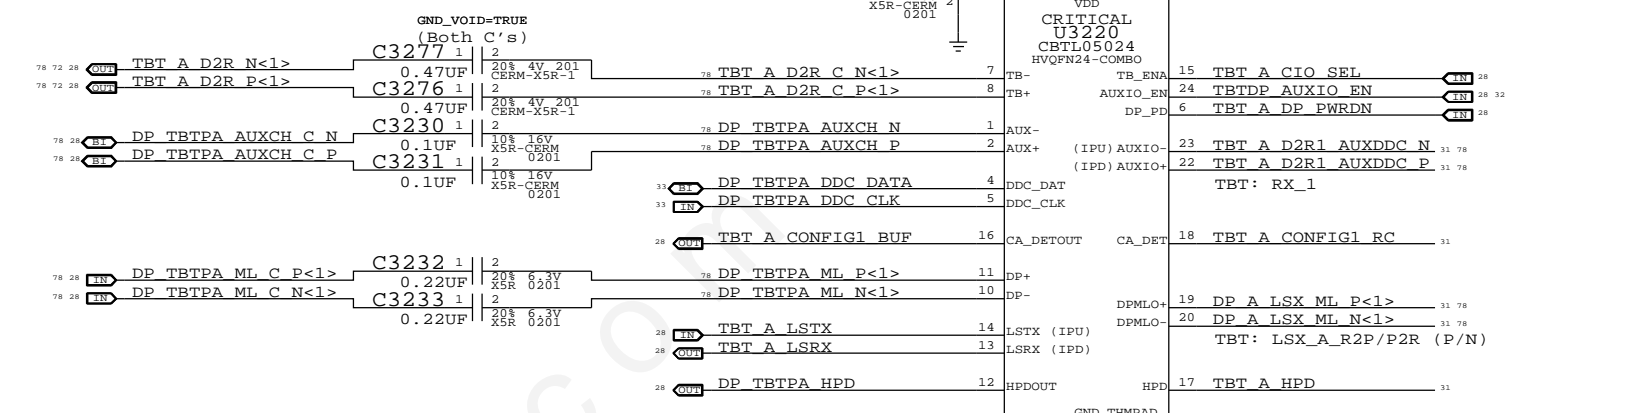 X5R-CERM 2
0201
VDD
GND_VOID=TRUE
(Both C's)
CRITICAL
U3220
CBTL05024
HVQFN24-COMBO
78 72 28 OUT TBT A D2R N<1> C3277 1 2
0.47UF 20% 4V 201
CERM-X5R-1
78 TBT A D2R C N<1> 7 TB-
TB_ENA 15 TBT A CIO SEL IN 28
78 72 28 OUT TBT A D2R P<1> C3276 1 2
0.47UF 20% 4V 201
CERM-X5R-1
78 TBT A D2R C P<1> 8 TB+
AUXIO_EN 24 TBTDP AUXIO EN IN 28 32
DP_PD 6 TBT A DP PWRDN IN 28
78 28 BI DP TBTPA AUXCH C N C3230 1 2
0.1UF 10% 16V
X5R-CERM
0201
78 DP TBTPA AUXCH N 1 AUX-
78 28 BI DP TBTPA AUXCH C P C3231 1 2
0.1UF 10% 16V
X5R-CERM
0201
78 DP TBTPA AUXCH P 2 AUX+
(IPU) AUXIO- 23 TBT A D2R1 AUXDDC N 31 78
(IPD) AUXIO+ 22 TBT A D2R1 AUXDDC P 31 78
TBT: RX_1
33 BI DP TBTPA DDC DATA 4 DDC_DAT
33 IN DP TBTPA DDC CLK 5 DDC_CLK
28 OUT TBT A CONFIG1 BUF 16 CA_DETOUT
CA_DET 18 TBT A CONFIG1 RC 31
78 28 IN DP TBTPA ML C P<1> C3232 1 2
0.22UF 20% 6.3V
X5R 0201
78 DP TBTPA ML P<1> 11 DP+
78 28 IN DP TBTPA ML C N<1> C3233 1 2
0.22UF 20% 6.3V
X5R 0201
78 DP TBTPA ML N<1> 10 DP-
DPMLO+ 19 DP A LSX ML P<1> 31 78
DPMLO- 20 DP A LSX ML N<1> 31 78
TBT: LSX_A_R2P/P2R (P/N)
28 IN TBT A LSTX 14 LSTX (IPU)
28 OUT TBT A LSRX 13 LSRX (IPD)
28 OUT DP TBTPA HPD 12 HPDOUT
HPD 17 TBT A HPD 31
GND THMPAD
com